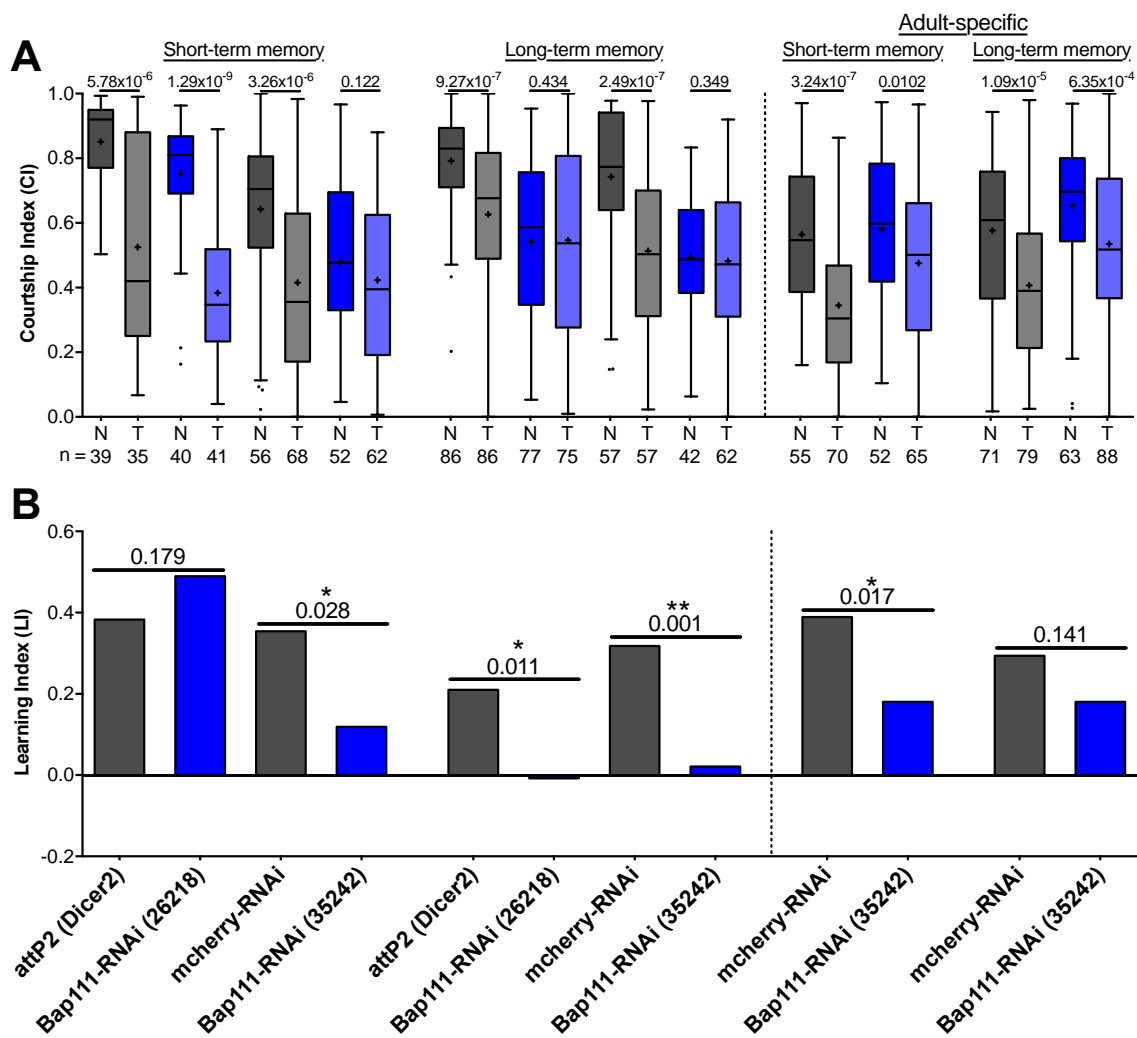 Adult-specific
A Short-term memory Long-term memory Short-term memory Long-term memory
5.78x10-6 1.29x10-9 3.26x10-6 0.122 9.27x10-7 0.434 2.49x10-7 0.349 3.24x10-7 0.0102 1.09x10-5 6.35x10-4
Courtship Index (CI)
1.0
0.8
0.6
0.4
0.2
0.0
N T N T N T N T N T N T N T N T N T N T N T N T
n = 39 35 40 41 56 68 52 62 86 86 77 75 57 57 42 62 55 70 52 65 71 79 63 88
B
Learning Index (LI)
0.6
0.4
0.2
0.0
-0.2
0.179
*
0.028
*
0.011
**
0.001
*
0.017
0.141
attP2 (Dicer2)
Bap111-RNAi (26218)
mcherry-RNAi
Bap111-RNAi (35242)
attP2 (Dicer2)
Bap111-RNAi (26218)
mcherry-RNAi
Bap111-RNAi (35242)
mcherry-RNAi
Bap111-RNAi (35242)
mcherry-RNAi
Bap111-RNAi (35242)